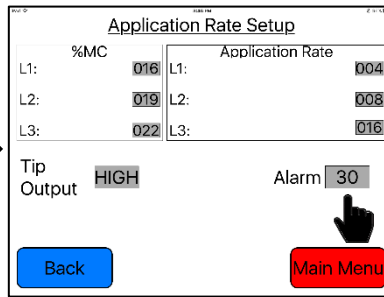 Application Rate Setup
%MC Application Rate
L1: 016 L1: 004
L2: 019 L2: 008
L3: 022 L3: 016
Tip Output HIGH Alarm 30
Back Main Menu